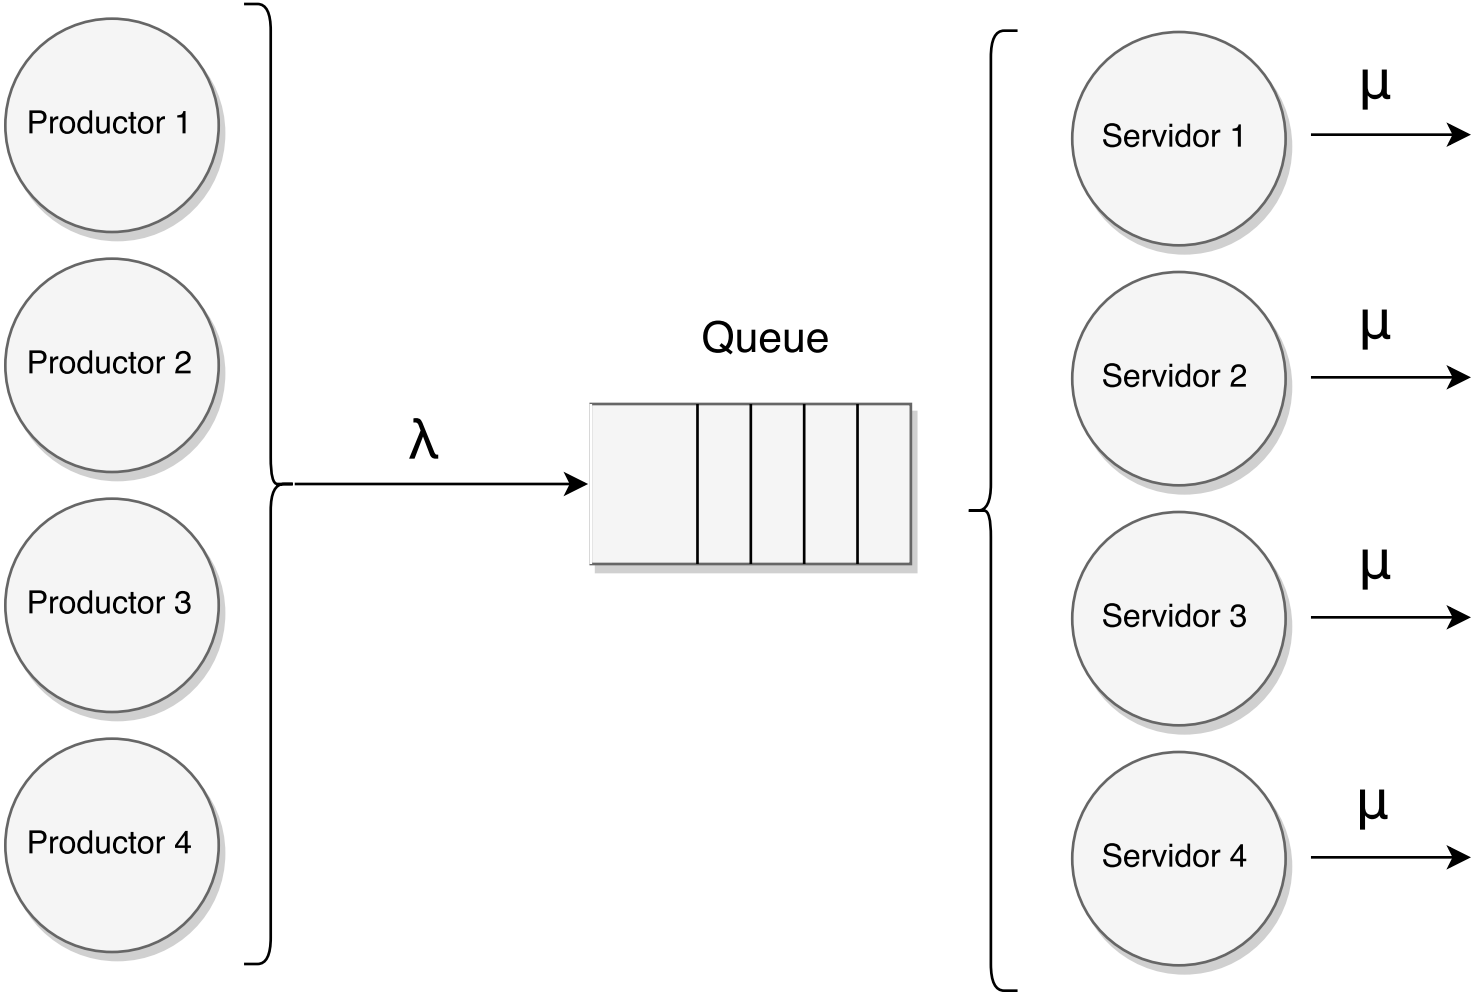 Productor 1
Productor 2
Productor 3
Productor 4
λ
Queue
Servidor 1
μ
Servidor 2
μ
Servidor 3
μ
Servidor 4
μ